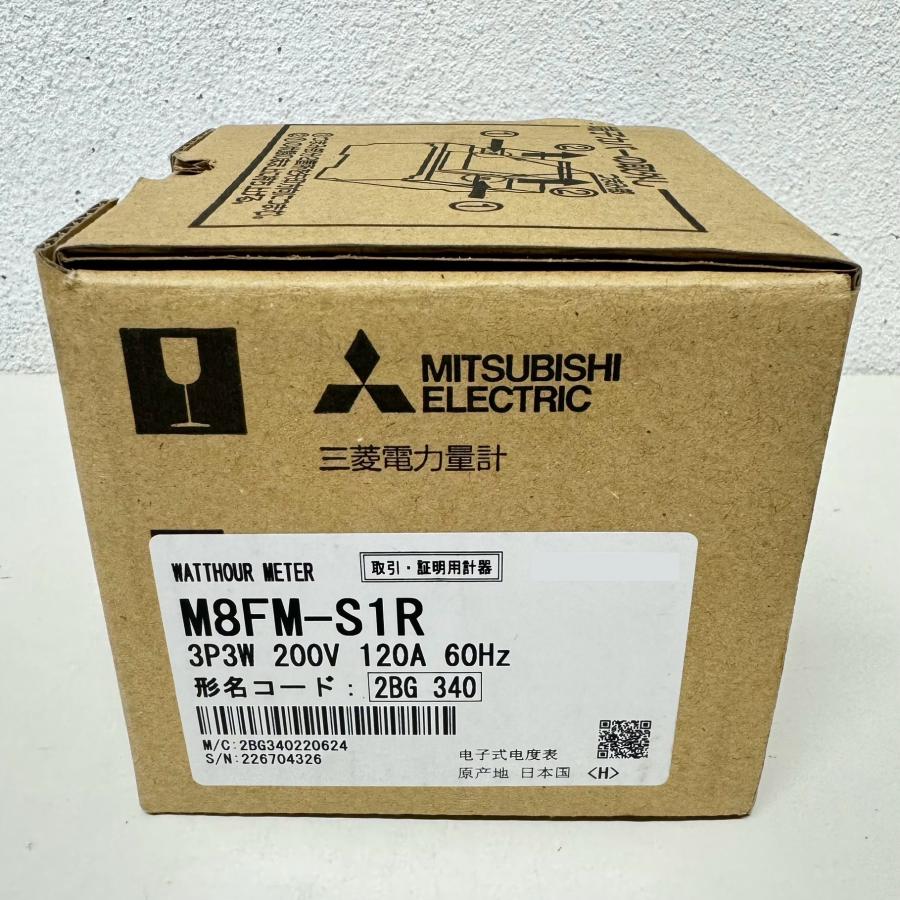 MITSUBISHI
ELECTRIC
三菱電力量計
WATTHOUR METER
取引・証明用計器
M8FM-S1R
3P3W 200V 120A 60Hz
形名コード：2BG 340
M/C:2BG340220624
S/N:226704326
电子式电度表
原产地 日本国 <H>